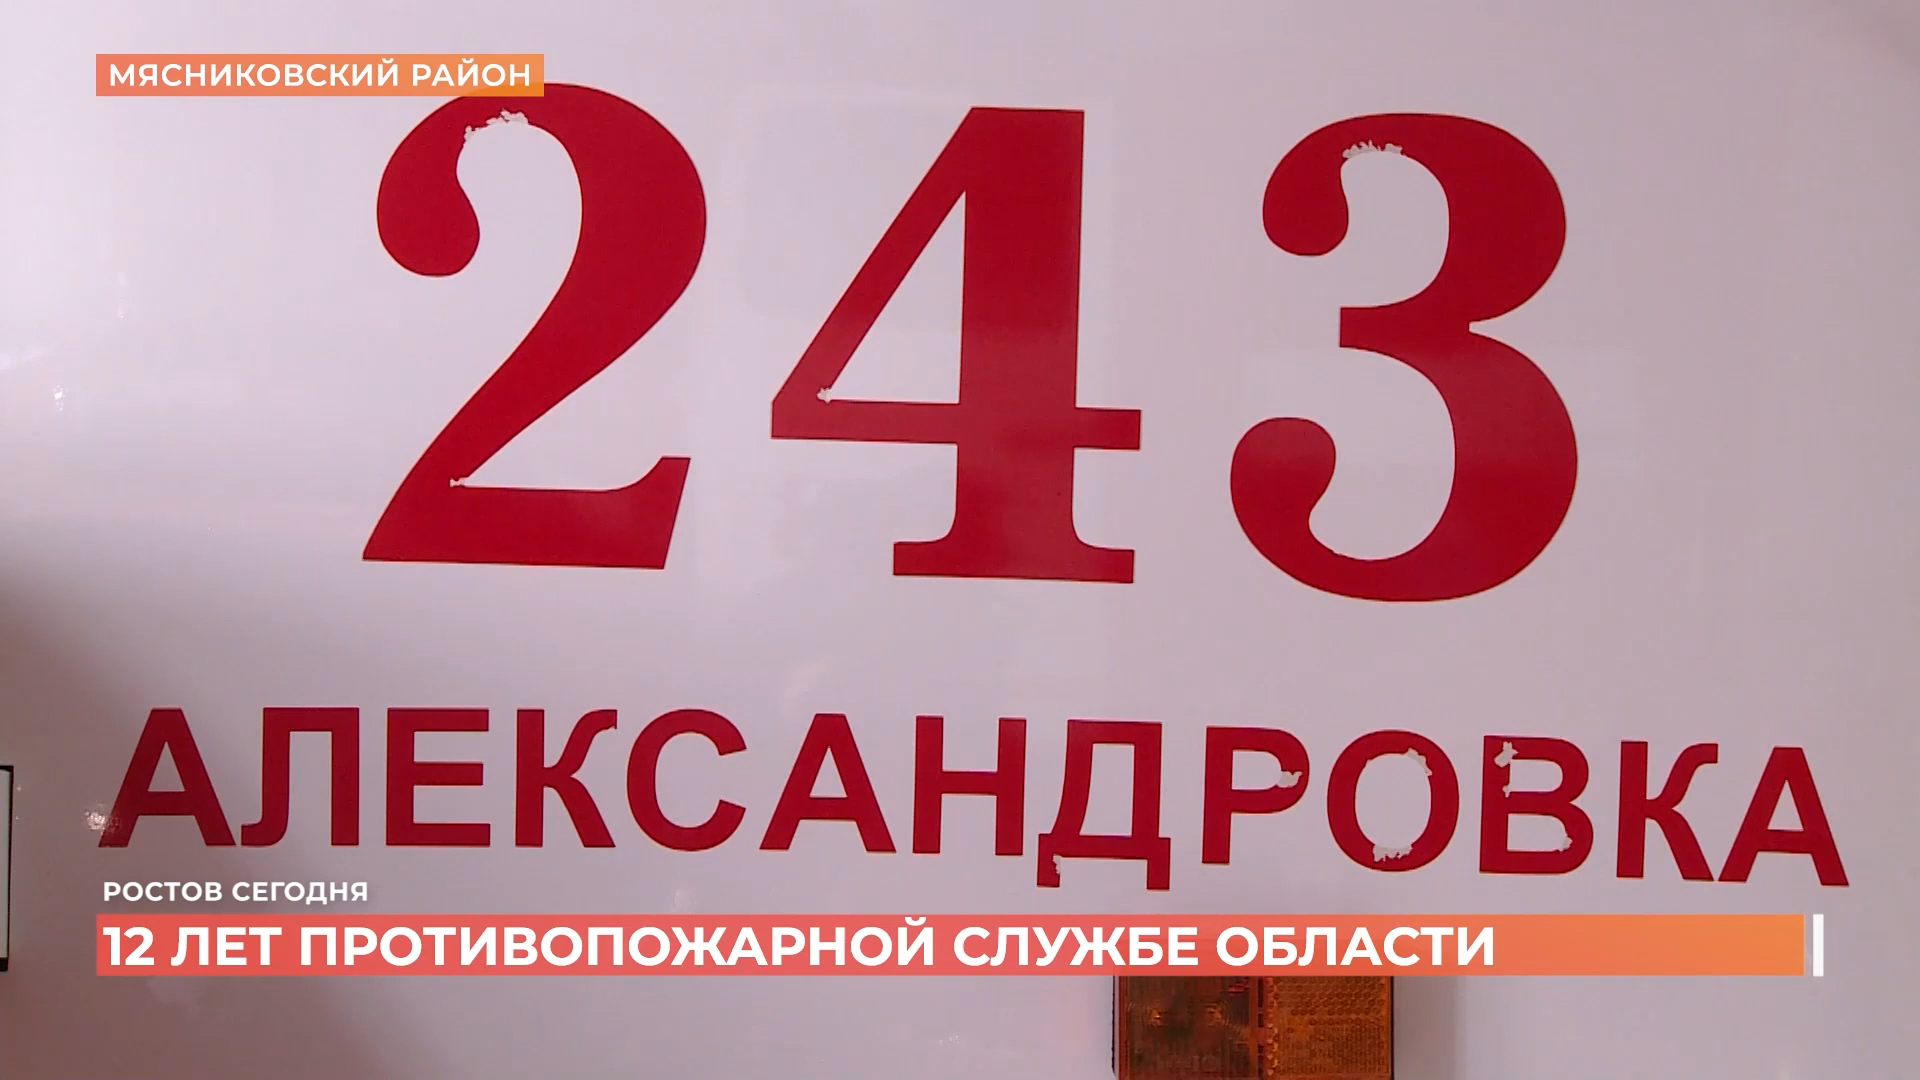 МЯСНИКОВСКИЙ РАЙОН
243
АЛЕКСАНДРОВКА
РОСТОВ СЕГОДНЯ
12 ЛЕТ ПРОТИВОПОЖАРНОЙ СЛУЖБЕ ОБЛАСТИ